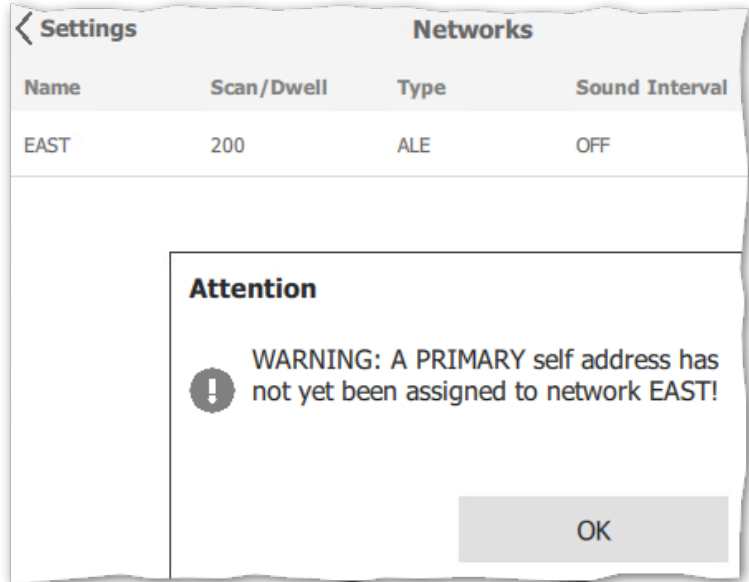 Settings Networks
Name Scan/Dwell Type Sound Interval
EAST 200 ALE OFF
Attention
WARNING: A PRIMARY self address has
not yet been assigned to network EAST!
OK